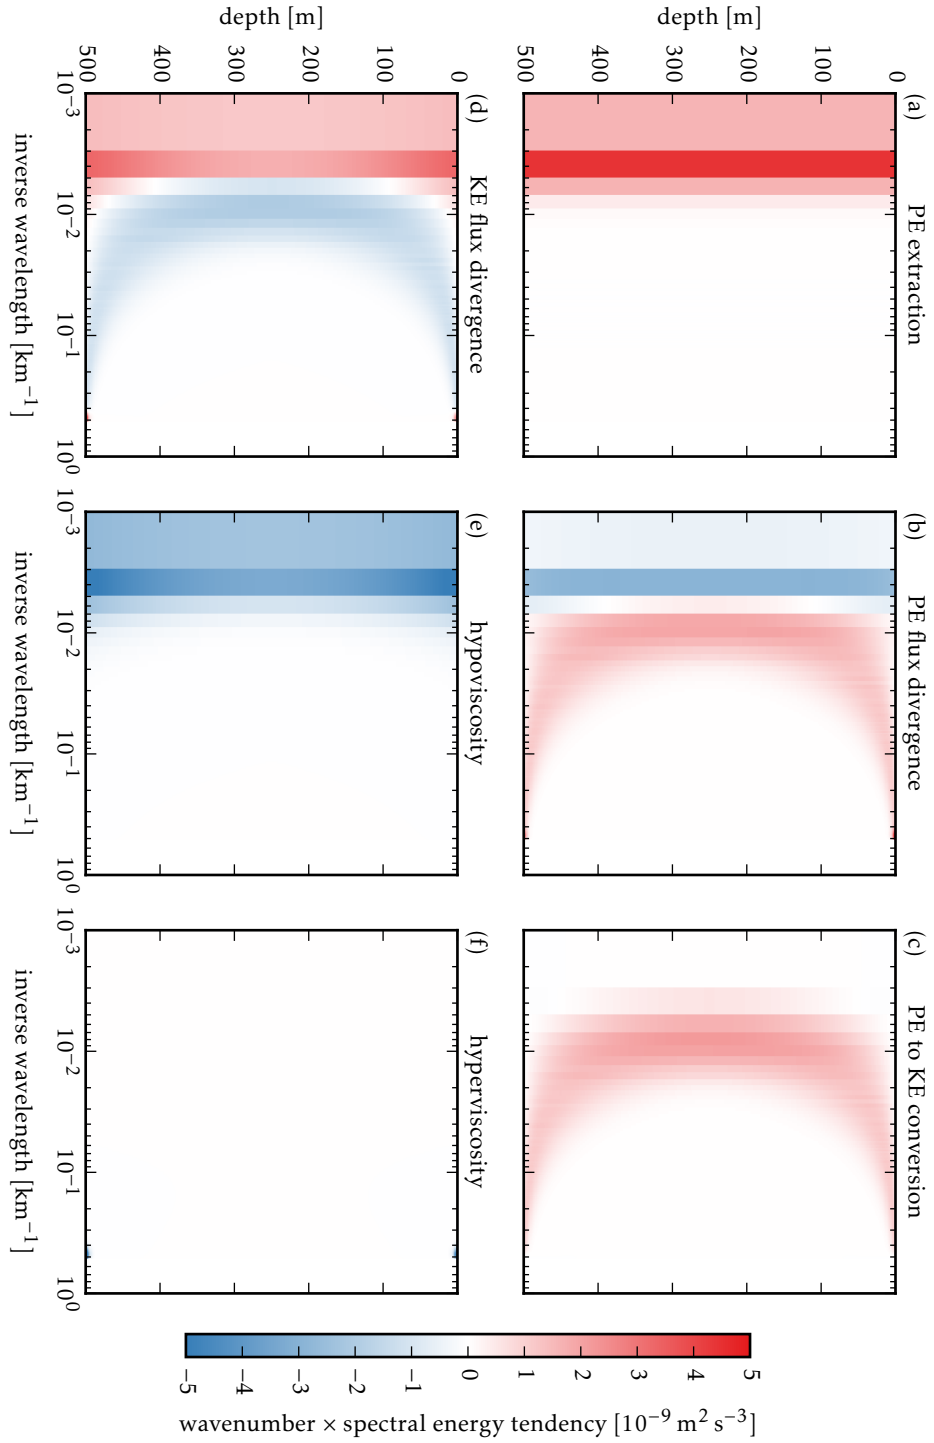 (a) PE extraction
(b) PE flux divergence
(c) PE to KE conversion
depth [m]
0
100
200
300
400
500
(d) KE flux divergence
(e) hypoviscosity
(f) hyperviscosity
depth [m]
0
100
200
300
400
500
10⁻³ 10⁻² 10⁻¹ 10⁰
10⁻³ 10⁻² 10⁻¹ 10⁰
10⁻³ 10⁻² 10⁻¹ 10⁰
inverse wavelength [km⁻¹]
inverse wavelength [km⁻¹]
inverse wavelength [km⁻¹]
5
4
3
2
1
0
−1
−2
−3
−4
−5
wavenumber × spectral energy tendency [10⁻⁹ m² s⁻³]